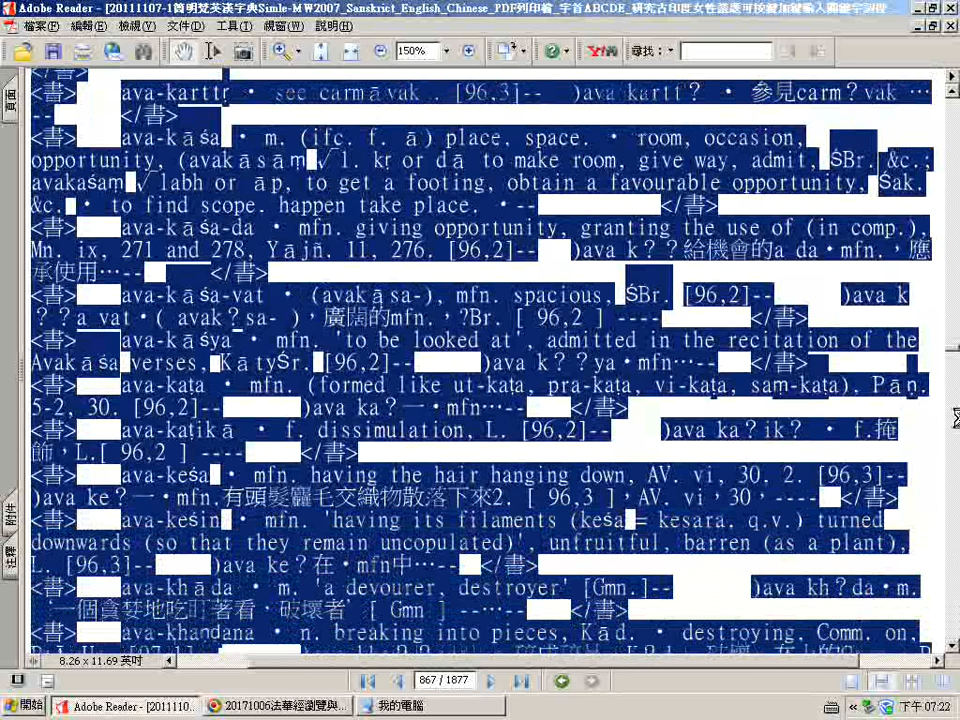 Adobe Reader - [20111107-1簡明梵英漢字典Simle-MW2007_Sanskrict_English_Chinese_PDF列印檔_字首ABCDE_研究古印度女性議題可按
檔案(F) 編輯(E) 檢視(V) 文件(D) 工具(T) 視窗(W) 說明(H)
150% 尋找:
頁面
</書>
<書> ava-karttṛ • see carmāvak . [96,3]-- )ava kartt? • 參見carm?vak …
-- </書>
<書> ava-kāśa • m. (ifc. f. ā) place, space. • room, occasion,
opportunity, (avakāsāṃ √ 1. kṛ or dā to make room, give way, admit, ŚBr. &c.;
avakaśaṃ √ labh or āp, to get a footing, obtain a favourable opportunity, Śak.
&c. • to find scope. happen take place. •-- </書>
<書> ava-kāśa-da • mfn. giving opportunity, granting the use of (in comp.),
Mn. ix, 271 and 278, Yājñ. 11, 276. [96,2]-- )ava k??給機會的a da•mfn.，應
承使用…-- </書>
<書> ava-kāśa-vat • (avakāsa-), mfn. spacious, ŚBr. [96,2]-- )ava k
??a vat•( avak?sa- )，廣闊的mfn.，?Br. [ 96,2 ] ---- </書>
<書> ava-kāśya • mfn. 'to be looked at', admitted in the recitation of the
Avakāśa verses, KātyŚr. [96,2]-- )ava k??ya•mfn…-- </書>
<書> ava-kaṭa • mfn. (formed like ut-kaṭa, pra-kaṭa, vi-kaṭa, saṃ-kaṭa), Pāṇ.
5-2, 30. [96,2]-- )ava ka?一•mfn…-- </書>
<書> ava-kaṭikā • f. dissimulation, L. [96,2]-- )ava ka?ik? • f.掩
飾，L.[ 96,2 ] ---- </書>
<書> ava-keśa • mfn. having the hair hanging down, AV. vi, 30, 2. [96,3]--
)ava ke?一•mfn.有頭髮麤毛交織物散落下來2. [ 96,3 ]，AV. vi，30，---- </書>
<書> ava-keśin • mfn. 'having its filaments (keśa = kesara, q.v.) turned
downwards (so that they remain uncopulated)', unfruitful, barren (as a plant),
L. [96,3]-- )ava ke?在•mfn中…-- </書>
<書> ava-khāda • m. 'a devourer, destroyer' [Gmn.]-- )ava kh?da•m.
一個貪婪地吃盯著看，破壞者' [ Gmn ] --…-- </書>
<書> ava-khaṇdana • n. breaking into pieces, Kād. • destroying, Comm. on,
附件
註釋
8.26 x 11.69 英吋
867 / 1877
開始 Adobe Reader - [2011110... 20171006法華經瀏覽與... 我的電腦 下午 07:22